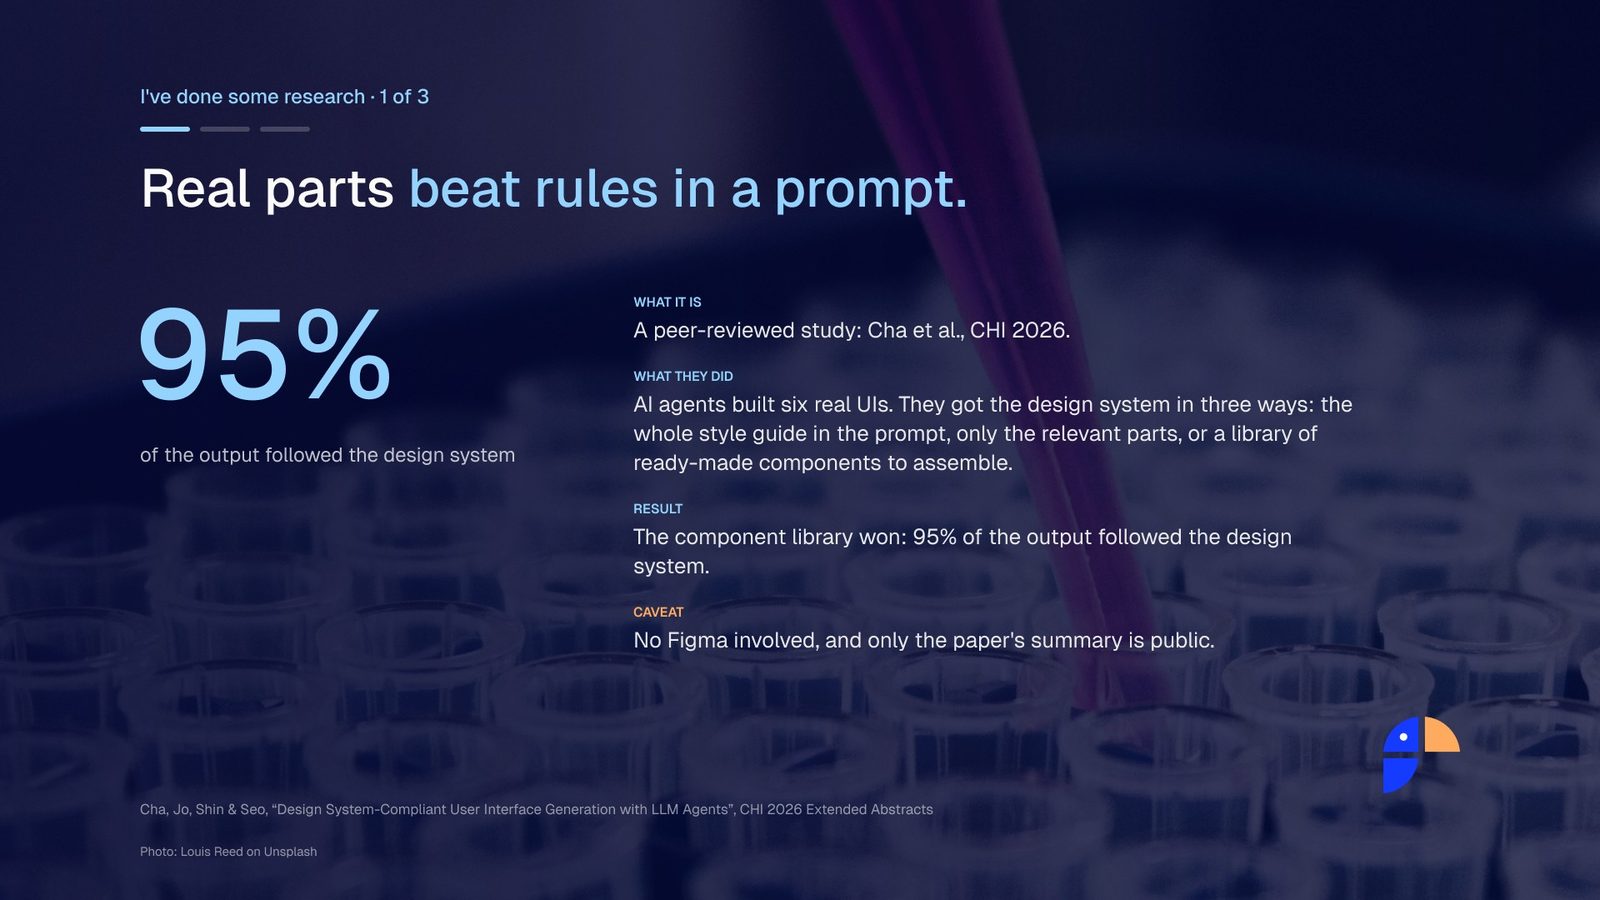 I've done some research · 1 of 3
Real parts beat rules in a prompt.
95%
of the output followed the design system
WHAT IT IS
A peer-reviewed study: Cha et al., CHI 2026.
WHAT THEY DID
AI agents built six real UIs. They got the design system in three ways: the
whole style guide in the prompt, only the relevant parts, or a library of
ready-made components to assemble.
RESULT
The component library won: 95% of the output followed the design
system.
CAVEAT
No Figma involved, and only the paper's summary is public.
Cha, Jo, Shin & Seo, “Design System-Compliant User Interface Generation with LLM Agents”, CHI 2026 Extended Abstracts
Photo: Louis Reed on Unsplash